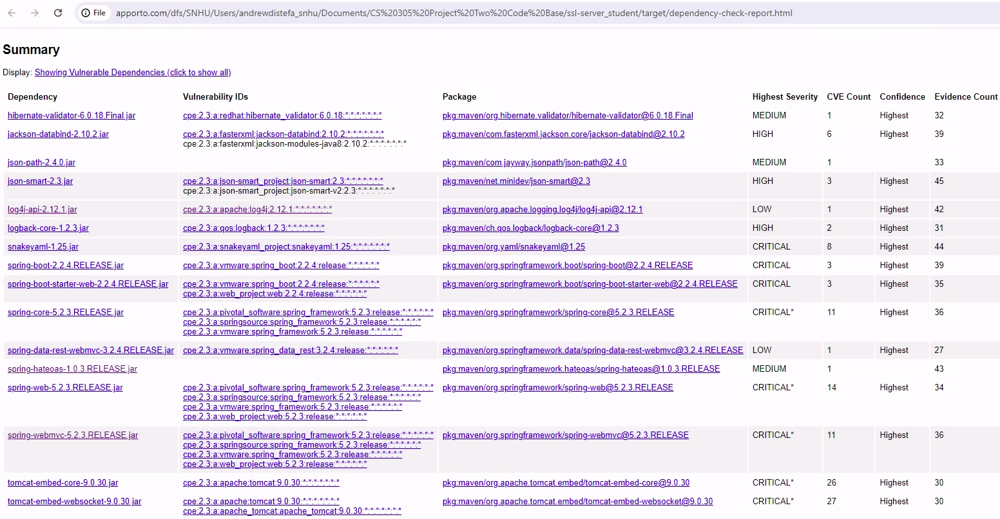 File apporto.com/dfs/SNHU/Users/andrewdistefa_snhu/Documents/CS%20305%20Project%20Two%20Code%20Base/ssl-server_student/target/dependency-check-report.html
Summary
Display: Showing Vulnerable Dependencies (click to show all)
Dependency Vulnerability IDs Package Highest Severity CVE Count Confidence Evidence Count
hibernate-validator-6.0.18.Final.jar cpe:2.3:a:redhat:hibernate_validator:6.0.18:*:*:*:*:*:*:* pkg:maven/org.hibernate.validator/hibernate-validator@6.0.18.Final MEDIUM 1 Highest 32
jackson-databind-2.10.2.jar cpe:2.3:a:fasterxml:jackson-databind:2.10.2:*:*:*:*:*:*:* pkg:maven/com.fasterxml.jackson.core/jackson-databind@2.10.2 HIGH 6 Highest 39
cpe:2.3:a:fasterxml:jackson-modules-java8:2.10.2:*:*:*:*:*:*:*
json-path-2.4.0.jar pkg:maven/com.jayway.jsonpath/json-path@2.4.0 MEDIUM 1 33
json-smart-2.3.jar cpe:2.3:a:json-smart_project:json-smart:2.3:*:*:*:*:*:*:* pkg:maven/net.minidev/json-smart@2.3 HIGH 3 Highest 45
cpe:2.3:a:json-smart_project:json-smart-v2:2.3:*:*:*:*:*:*:*
log4j-api-2.12.1.jar cpe:2.3:a:apache:log4j:2.12.1:*:*:*:*:*:*:* pkg:maven/org.apache.logging.log4j/log4j-api@2.12.1 LOW 1 Highest 42
logback-core-1.2.3.jar cpe:2.3:a:qos:logback:1.2.3:*:*:*:*:*:*:* pkg:maven/ch.qos.logback/logback-core@1.2.3 HIGH 2 Highest 31
snakeyaml-1.25.jar cpe:2.3:a:snakeyaml_project:snakeyaml:1.25:*:*:*:*:*:*:* pkg:maven/org.yaml/snakeyaml@1.25 CRITICAL 8 Highest 44
spring-boot-2.2.4.RELEASE.jar cpe:2.3:a:vmware:spring_boot:2.2.4:release:*:*:*:*:*:* pkg:maven/org.springframework.boot/spring-boot@2.2.4.RELEASE CRITICAL 3 Highest 39
spring-boot-starter-web-2.2.4.RELEASE.jar cpe:2.3:a:vmware:spring_boot:2.2.4:release:*:*:*:*:*:* pkg:maven/org.springframework.boot/spring-boot-starter-web@2.2.4.RELEASE CRITICAL 3 Highest 35
cpe:2.3:a:web_project:web:2.2.4:release:*:*:*:*:*:*
spring-core-5.2.3.RELEASE.jar cpe:2.3:a:pivotal_software:spring_framework:5.2.3:release:*:*:*:*:*:* pkg:maven/org.springframework/spring-core@5.2.3.RELEASE CRITICAL* 11 Highest 36
cpe:2.3:a:springsource:spring_framework:5.2.3:release:*:*:*:*:*:*
cpe:2.3:a:vmware:spring_framework:5.2.3:release:*:*:*:*:*:*
spring-data-rest-webmvc-3.2.4.RELEASE.jar cpe:2.3:a:vmware:spring_data_rest:3.2.4:release:*:*:*:*:*:* pkg:maven/org.springframework.data/spring-data-rest-webmvc@3.2.4.RELEASE LOW 1 Highest 27
spring-hateoas-1.0.3.RELEASE.jar pkg:maven/org.springframework.hateoas/spring-hateoas@1.0.3.RELEASE MEDIUM 1 43
spring-web-5.2.3.RELEASE.jar cpe:2.3:a:pivotal_software:spring_framework:5.2.3:release:*:*:*:*:*:* pkg:maven/org.springframework/spring-web@5.2.3.RELEASE CRITICAL* 14 Highest 34
cpe:2.3:a:springsource:spring_framework:5.2.3:release:*:*:*:*:*:*
cpe:2.3:a:vmware:spring_framework:5.2.3:release:*:*:*:*:*:*
cpe:2.3:a:web_project:web:5.2.3:release:*:*:*:*:*:*
spring-webmvc-5.2.3.RELEASE.jar cpe:2.3:a:pivotal_software:spring_framework:5.2.3:release:*:*:*:*:*:* pkg:maven/org.springframework/spring-webmvc@5.2.3.RELEASE CRITICAL* 11 Highest 36
cpe:2.3:a:springsource:spring_framework:5.2.3:release:*:*:*:*:*:*
cpe:2.3:a:vmware:spring_framework:5.2.3:release:*:*:*:*:*:*
cpe:2.3:a:web_project:web:5.2.3:release:*:*:*:*:*:*
tomcat-embed-core-9.0.30.jar cpe:2.3:a:apache:tomcat:9.0.30:*:*:*:*:*:*:* pkg:maven/org.apache.tomcat.embed/tomcat-embed-core@9.0.30 CRITICAL* 26 Highest 30
tomcat-embed-websocket-9.0.30.jar cpe:2.3:a:apache:tomcat:9.0.30:*:*:*:*:*:*:* pkg:maven/org.apache.tomcat.embed/tomcat-embed-websocket@9.0.30 CRITICAL* 27 Highest 30
cpe:2.3:a:apache_tomcat:apache_tomcat:9.0.30:*:*:*:*:*:*:*